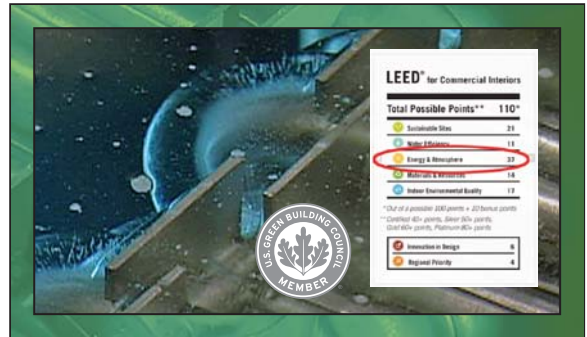 LEED® for Commercial Interiors
Total Possible Points** 110*
Sustainable Sites 21
Water Efficiency 11
Energy & Atmosphere 37
Materials & Resources 14
Indoor Environmental Quality 17
* Out of a possible 100 points + 10 bonus points
** Certified 40+ points, Silver 50+ points,
Gold 60+ points, Platinum 80+ points
Innovation in Design 6
Regional Priority 4
U.S. GREEN BUILDING COUNCIL
MEMBER